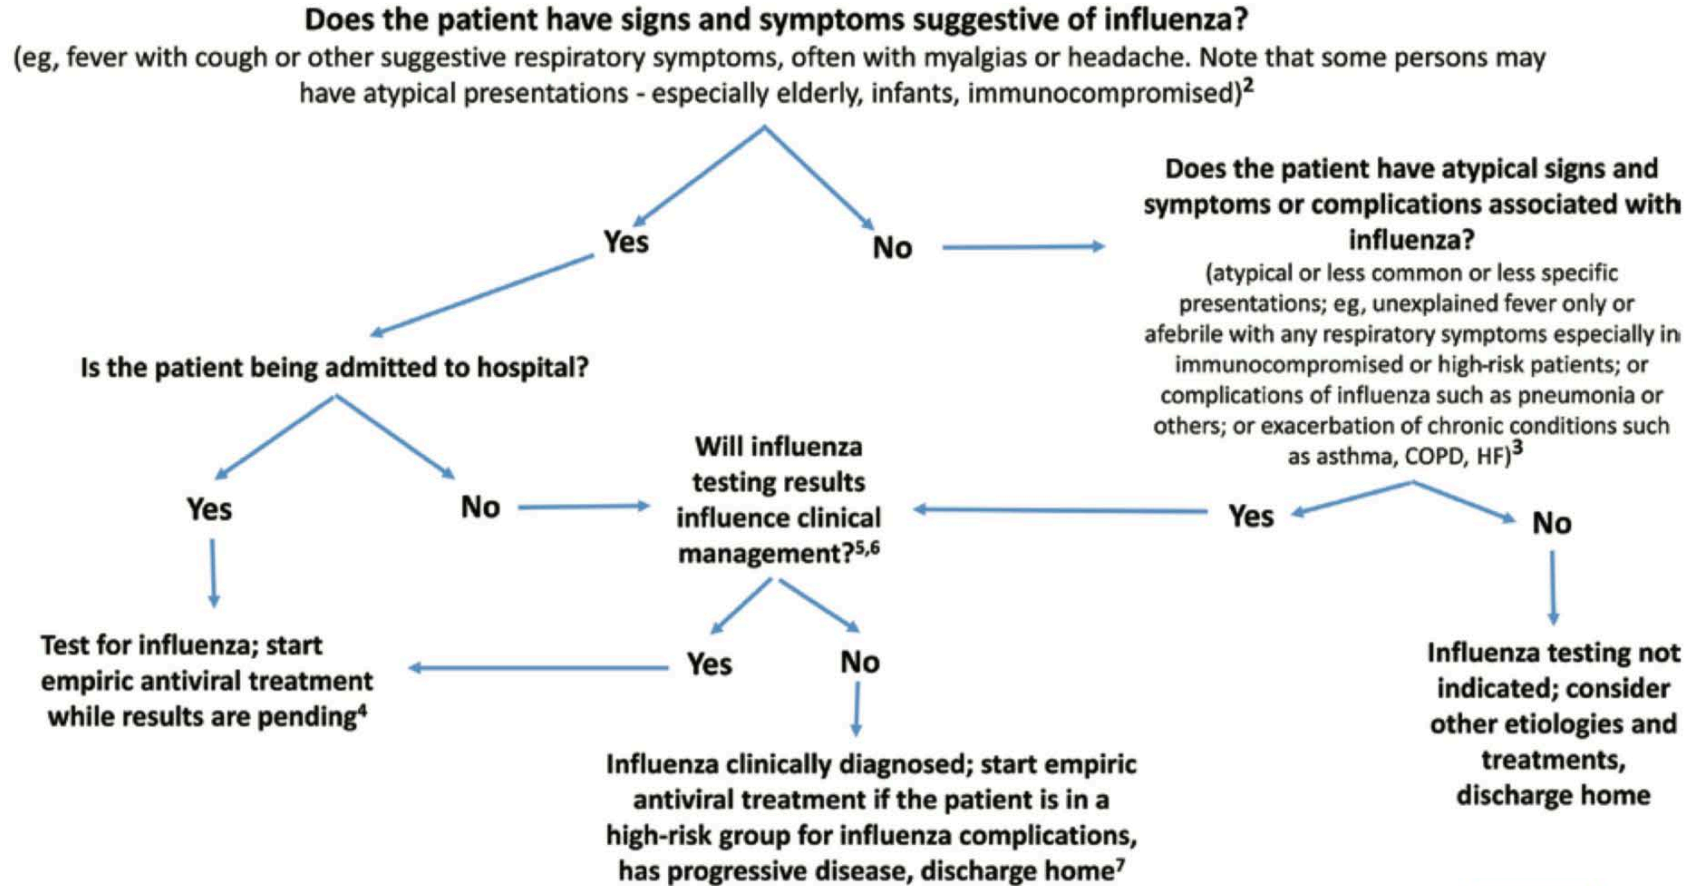 Does the patient have signs and symptoms suggestive of influenza?
(eg, fever with cough or other suggestive respiratory symptoms, often with myalgias or headache. Note that some persons may
have atypical presentations - especially elderly, infants, immunocompromised)²
Yes
No
Does the patient have atypical signs and
symptoms or complications associated with
influenza?
(atypical or less common or less specific
presentations; eg, unexplained fever only or
afebrile with any respiratory symptoms especially in
immunocompromised or high-risk patients; or
complications of influenza such as pneumonia or
others; or exacerbation of chronic conditions such
as asthma, COPD, HF)³
Is the patient being admitted to hospital?
Yes
No
Will influenza
testing results
influence clinical
management?⁵,⁶
Yes
No
Test for influenza; start
empiric antiviral treatment
while results are pending⁴
Yes
No
Influenza clinically diagnosed; start empiric
antiviral treatment if the patient is in a
high-risk group for influenza complications,
has progressive disease, discharge home⁷
Influenza testing not
indicated; consider
other etiologies and
treatments,
discharge home